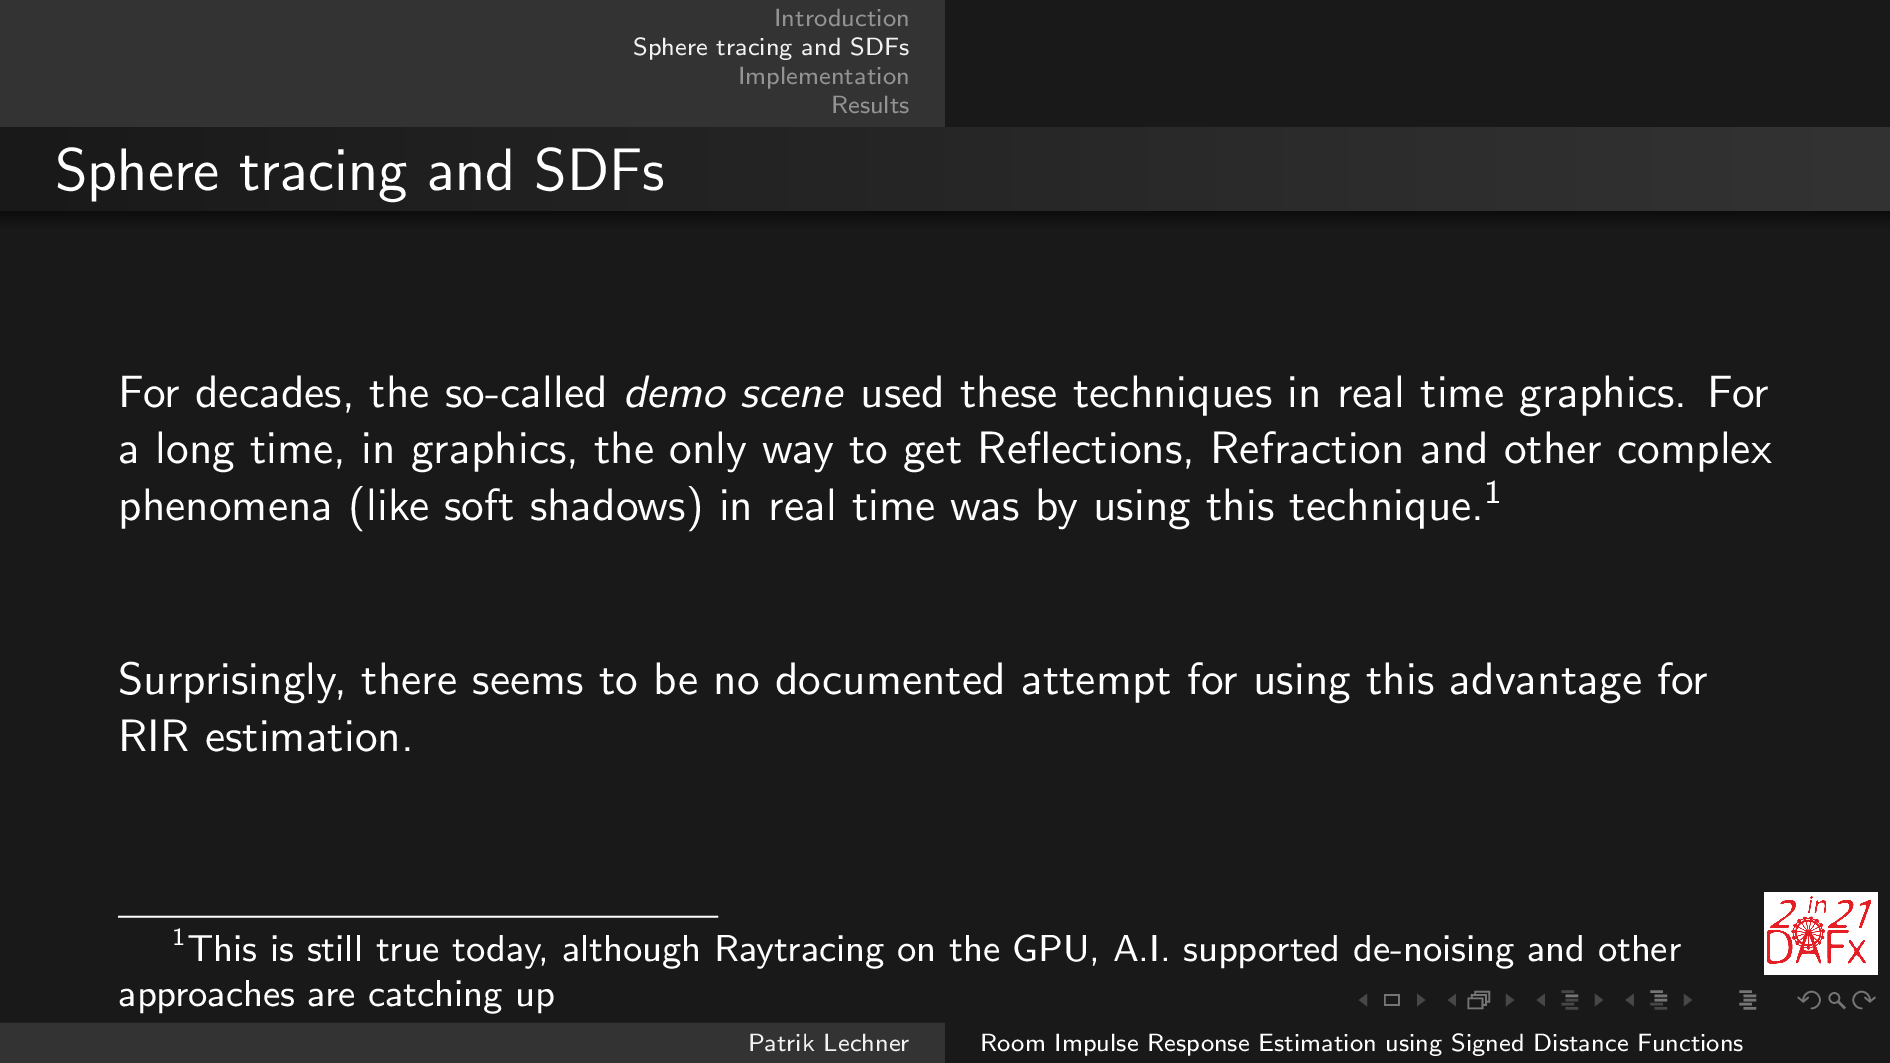 Introduction
Sphere tracing and SDFs
Implementation
Results
Sphere tracing and SDFs
For decades, the so-called demo scene used these techniques in real time graphics. For
a long time, in graphics, the only way to get Reflections, Refraction and other complex
phenomena (like soft shadows) in real time was by using this technique.¹
Surprisingly, there seems to be no documented attempt for using this advantage for
RIR estimation.
¹This is still true today, although Raytracing on the GPU, A.I. supported de-noising and other
approaches are catching up
2 in 21
DAFx
Patrik Lechner
Room Impulse Response Estimation using Signed Distance Functions